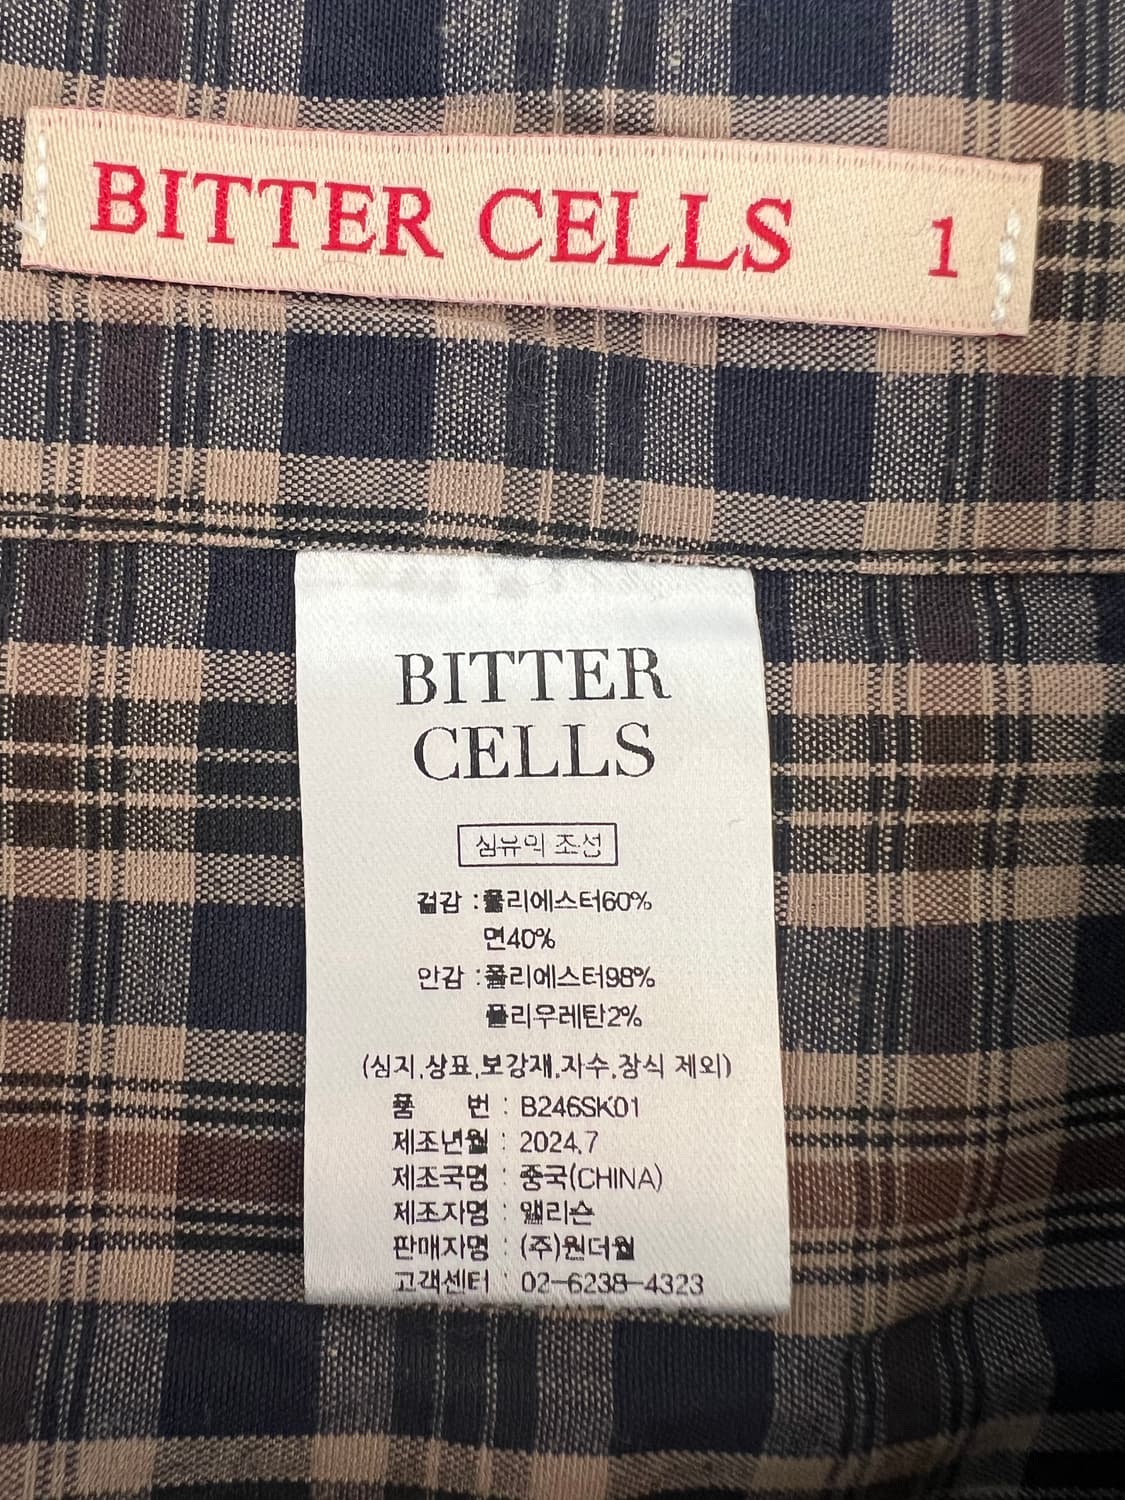 BITTER CELLS 1
BITTER
CELLS
섬유의 조성
겉감 :폴리에스터60%
면40%
안감 :폴리에스터98%
폴리우레탄2%
(심지,상표,보강재,자수,장식 제외)
품 번 : B246SK01
제조년월 : 2024.7
제조국명 : 중국(CHINA)
제조자명 : 앨리슨
판매자명 : (주)원더월
고객센터 : 02-6238-4323